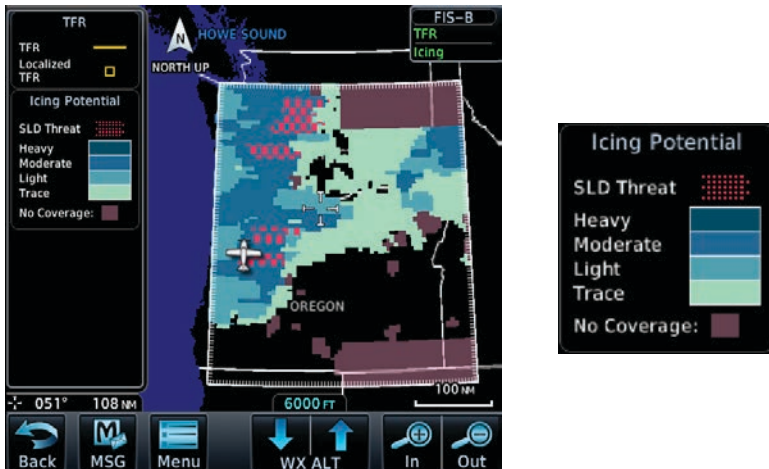 TFR
TFR
Localized
TFR
Icing Potential
SLD Threat
Heavy
Moderate
Light
Trace
No Coverage:
N
NORTH UP
HOWE SOUND
FIS-B
TFR
Icing
OREGON
100 NM
051° 108 NM
6000 FT
Back
MSG
Menu
WX ALT
In
Out
Icing Potential
SLD Threat
Heavy
Moderate
Light
Trace
No Coverage: